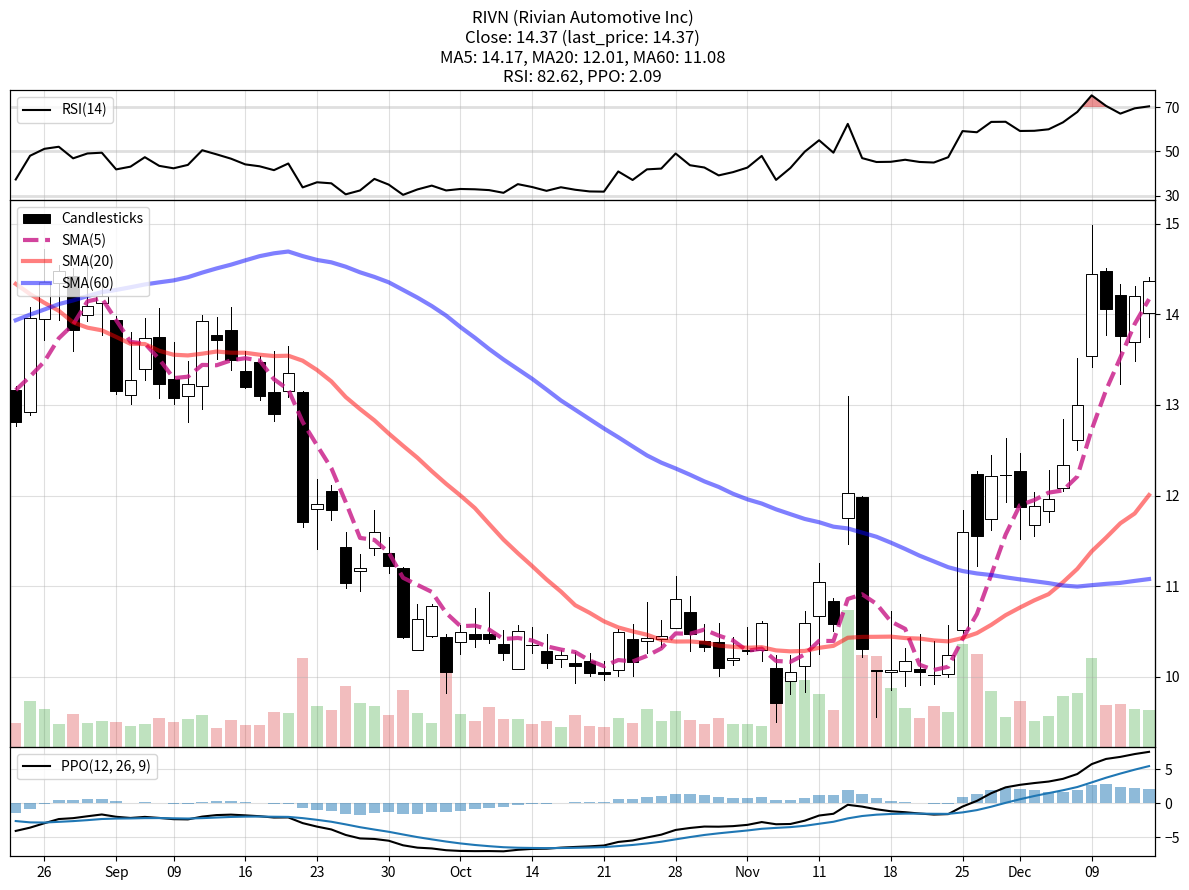 RIVN (Rivian Automotive Inc)
Close: 14.37 (last_price: 14.37)
MA5: 14.17, MA20: 12.01, MA60: 11.08
RSI: 82.62, PPO: 2.09
RSI(14)
70
50
30
Candlesticks
SMA(5)
SMA(20)
SMA(60)
15
14
13
12
11
10
PPO(12, 26, 9)
5
0
−5
26 Sep 09 16 23 30 Oct 14 21 28 Nov 11 18 25 Dec 09